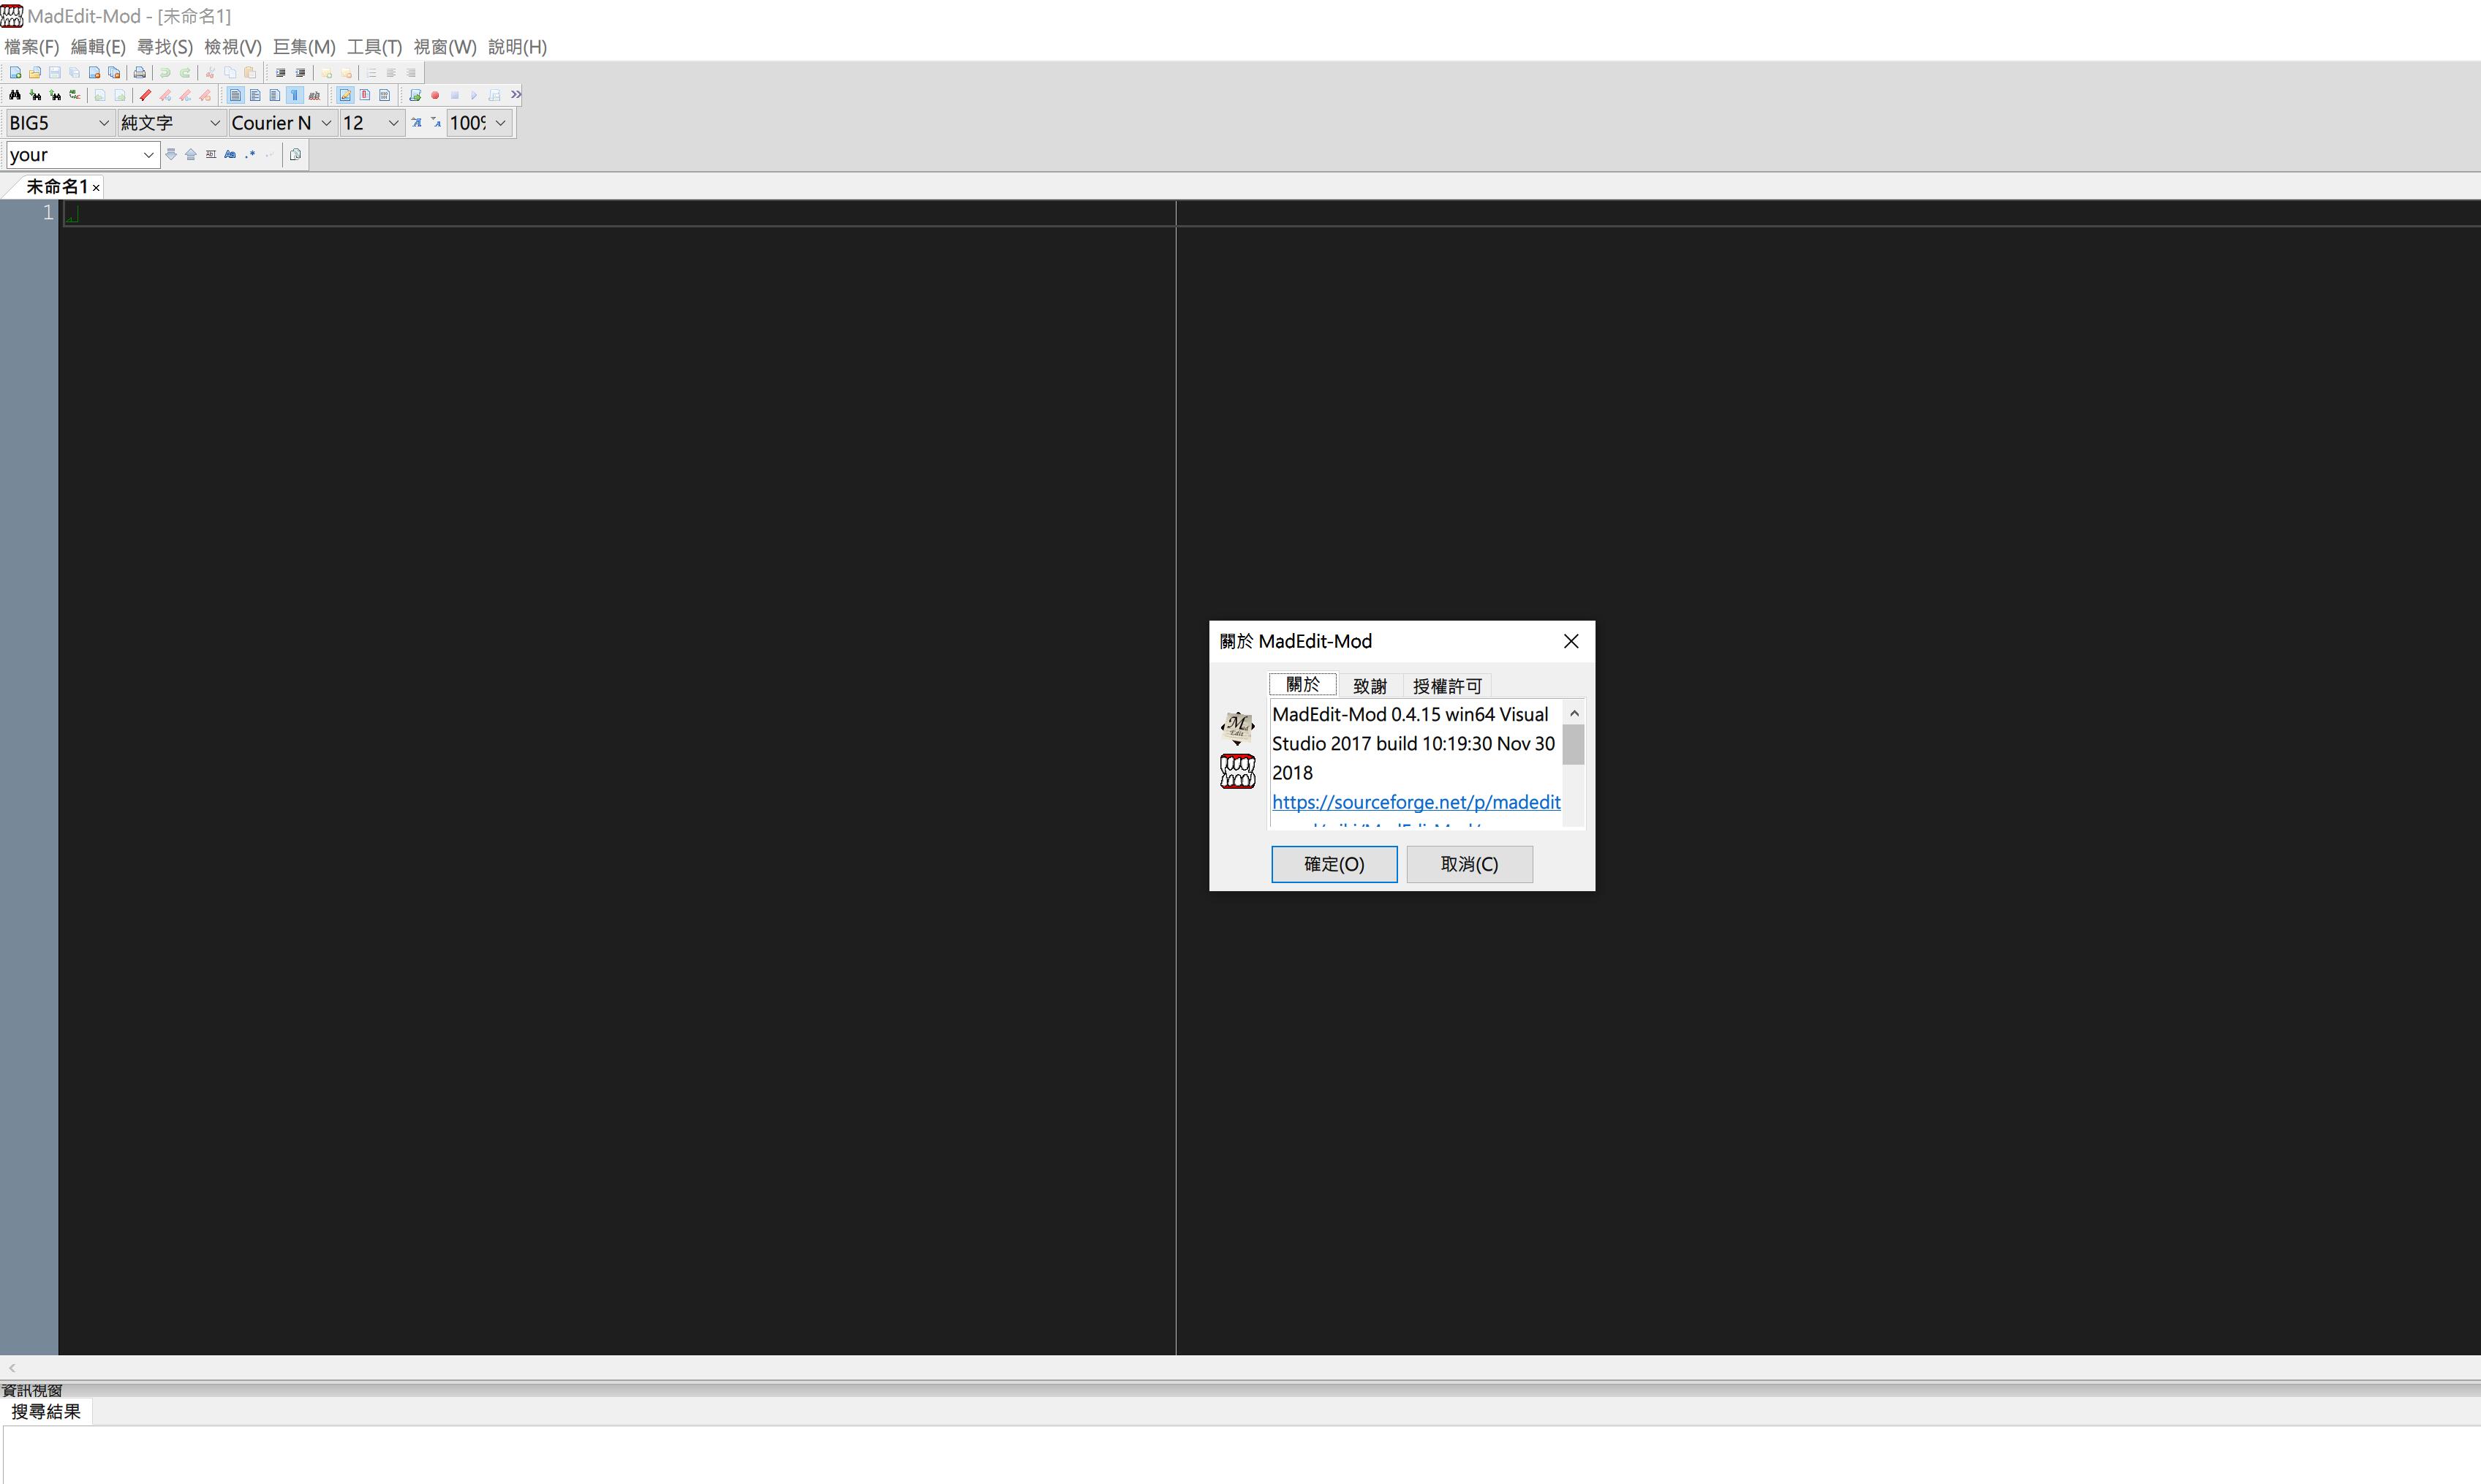 MadEdit-Mod - [未命名1]
檔案(F) 編輯(E) 尋找(S) 檢視(V) 巨集(M) 工具(T) 視窗(W) 說明(H)
BIG5 純文字 Courier N 12 100%
your
未命名1
1
關於 MadEdit-Mod
關於 致謝 授權許可
MadEdit-Mod 0.4.15 win64 Visual
Studio 2017 build 10:19:30 Nov 30
2018
https://sourceforge.net/p/madedit
確定(O) 取消(C)
資訊視窗
搜尋結果